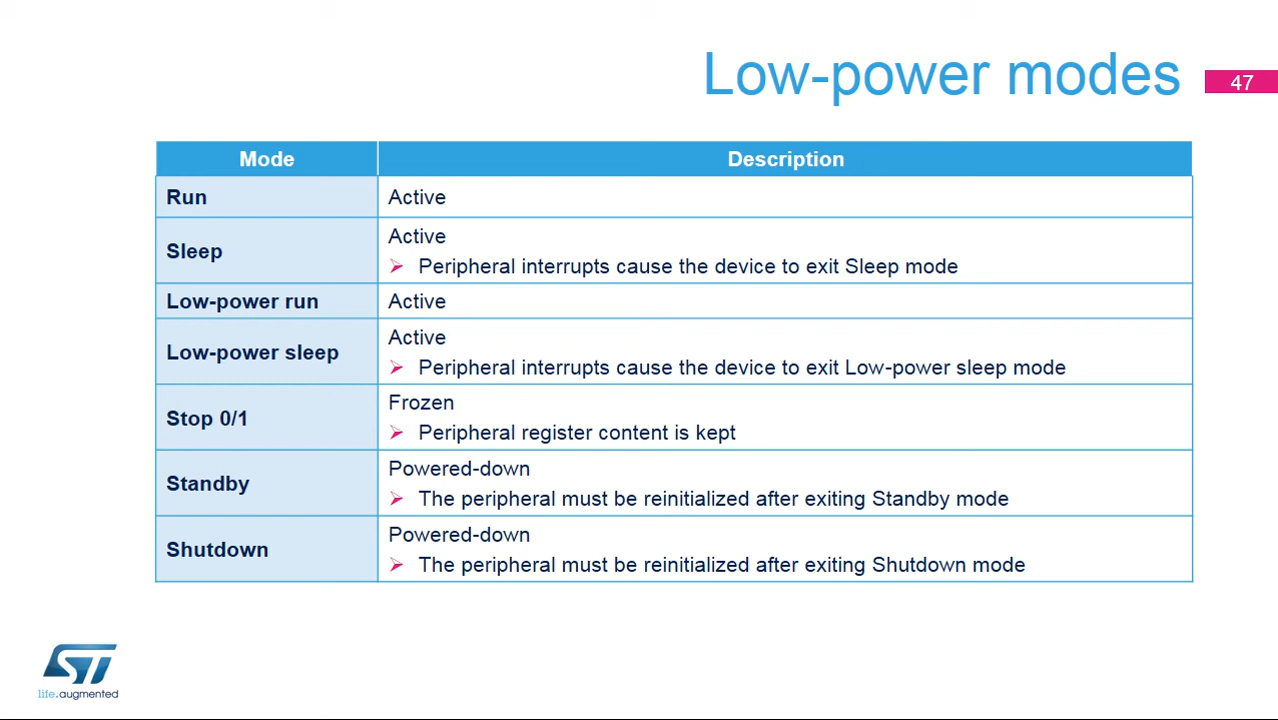 Low-power modes
47
Mode Description
Run Active
Sleep Active
Peripheral interrupts cause the device to exit Sleep mode
Low-power run Active
Low-power sleep Active
Peripheral interrupts cause the device to exit Low-power sleep mode
Stop 0/1 Frozen
Peripheral register content is kept
Standby Powered-down
The peripheral must be reinitialized after exiting Standby mode
Shutdown Powered-down
The peripheral must be reinitialized after exiting Shutdown mode
ST
life.augmented